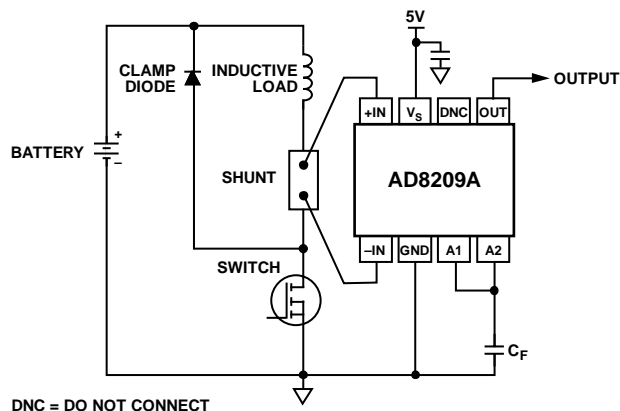 5V
CLAMP
DIODE
INDUCTIVE
LOAD
OUTPUT
+IN
VS
DNC
OUT
BATTERY
+
–
SHUNT
AD8209A
–IN
GND
A1
A2
SWITCH
CF
DNC = DO NOT CONNECT